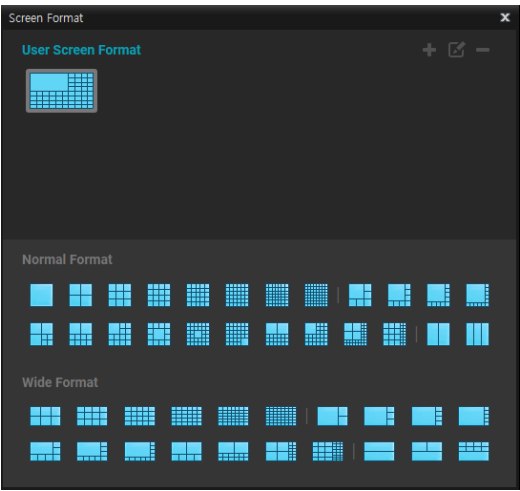 Screen Format
User Screen Format
Normal Format
Wide Format